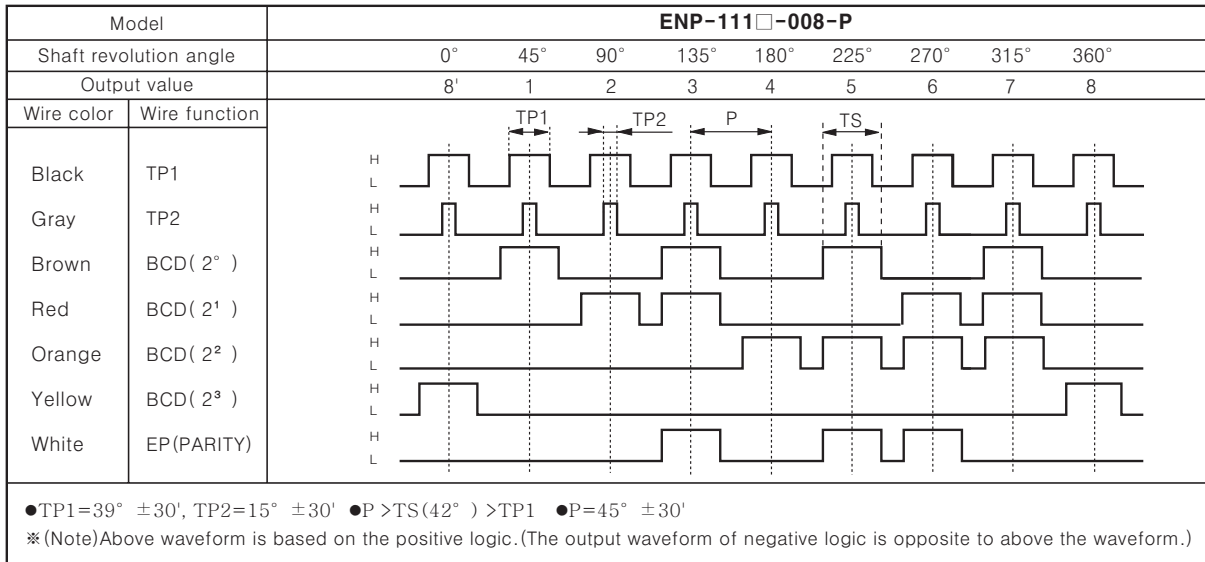 Model ENP-111□-008-P
Shaft revolution angle 0° 45° 90° 135° 180° 225° 270° 315° 360°
Output value 8' 1 2 3 4 5 6 7 8
Wire color Wire function
TP1 TP2 P TS
Black TP1 H L
Gray TP2 H L
Brown BCD( 2° ) H L
Red BCD( 2¹ ) H L
Orange BCD( 2² ) H L
Yellow BCD( 2³ ) H L
White EP(PARITY) H L
●TP1=39° ±30', TP2=15° ±30' ●P >TS(42° ) >TP1 ●P=45° ±30'
※(Note)Above waveform is based on the positive logic.(The output waveform of negative logic is opposite to above the waveform.)